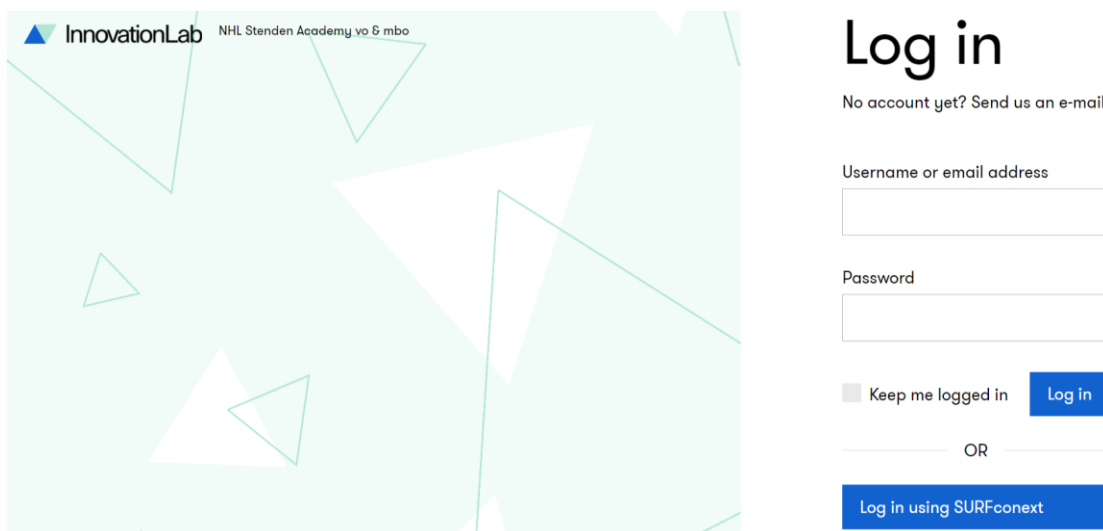 InnovationLab NHL Stenden Academy vo & mbo
Log in
No account yet? Send us an e-mail
Username or email address
Password
Keep me logged in
Log in
OR
Log in using SURFconext